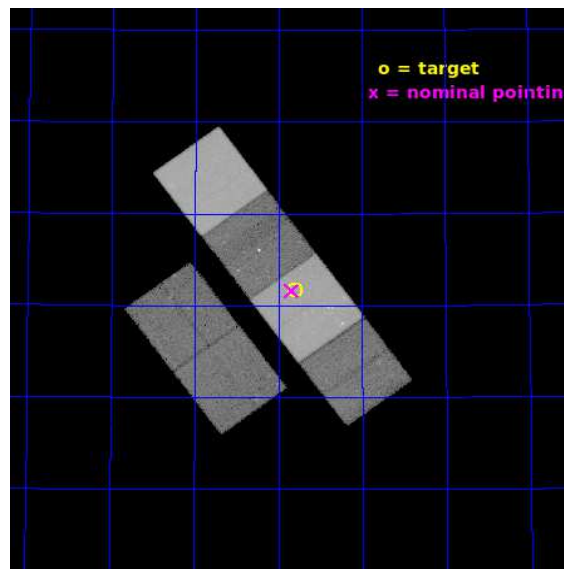 o = target
x = nominal pointin